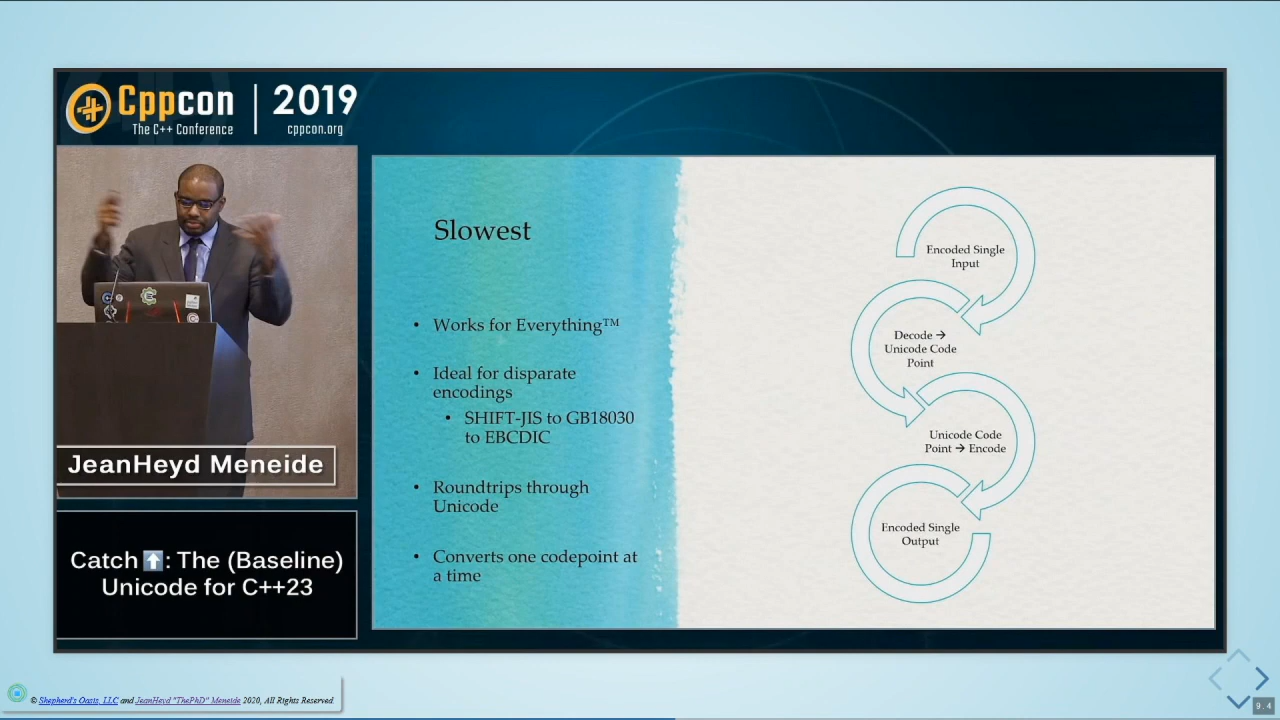 Cppcon | 2019
The C++ Conference cppcon.org
JeanHeyd Meneide
Catch ⬆️: The (Baseline)
Unicode for C++23
Slowest
• Works for Everything™
• Ideal for disparate
encodings
• SHIFT-JIS to GB18030
to EBCDIC
• Roundtrips through
Unicode
• Converts one codepoint at
a time
Encoded Single
Input
Decode →
Unicode Code
Point
Unicode Code
Point → Encode
Encoded Single
Output
© Shepherd's Oasis, LLC and JeanHeyd "ThePhD" Meneide 2020, All Rights Reserved.
9.4